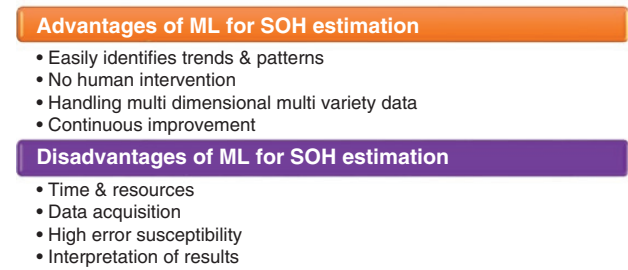 Advantages of ML for SOH estimation
• Easily identifies trends & patterns
• No human intervention
• Handling multi dimensional multi variety data
• Continuous improvement
Disadvantages of ML for SOH estimation
• Time & resources
• Data acquisition
• High error susceptibility
• Interpretation of results